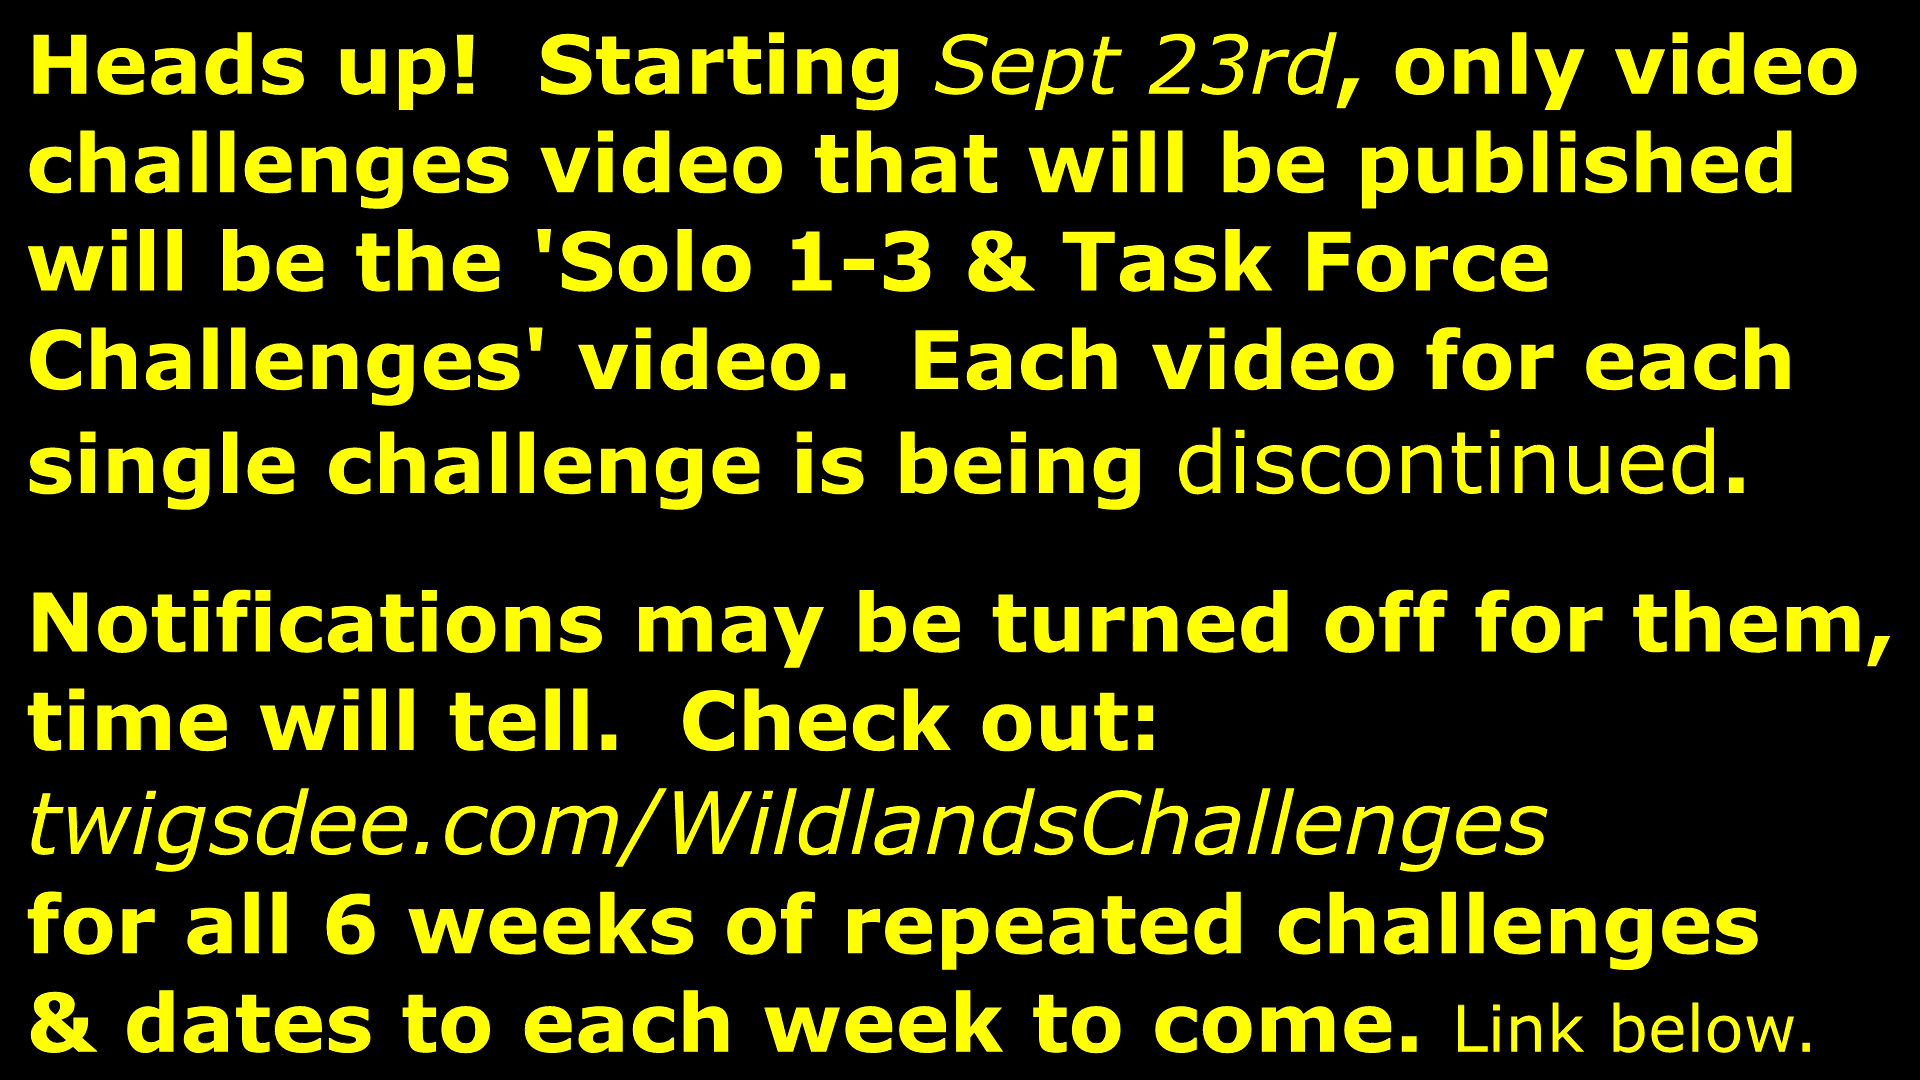 Heads up!  Starting Sept 23rd, only video
challenges video that will be published
will be the 'Solo 1-3 & Task Force
Challenges' video.  Each video for each
single challenge is being discontinued.
Notifications may be turned off for them,
time will tell.  Check out:
twigsdee.com/WildlandsChallenges
for all 6 weeks of repeated challenges
& dates to each week to come. Link below.